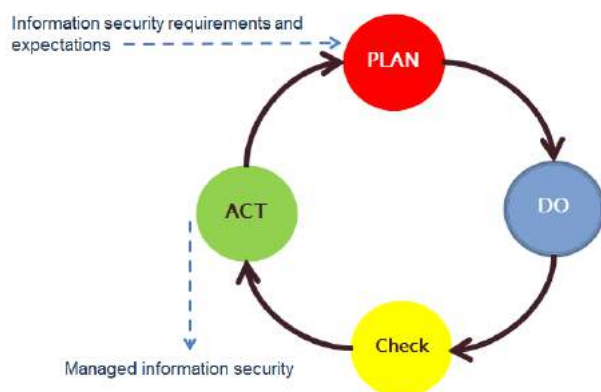 Information security requirements and
expectations
PLAN
DO
ACT
Check
Managed information security